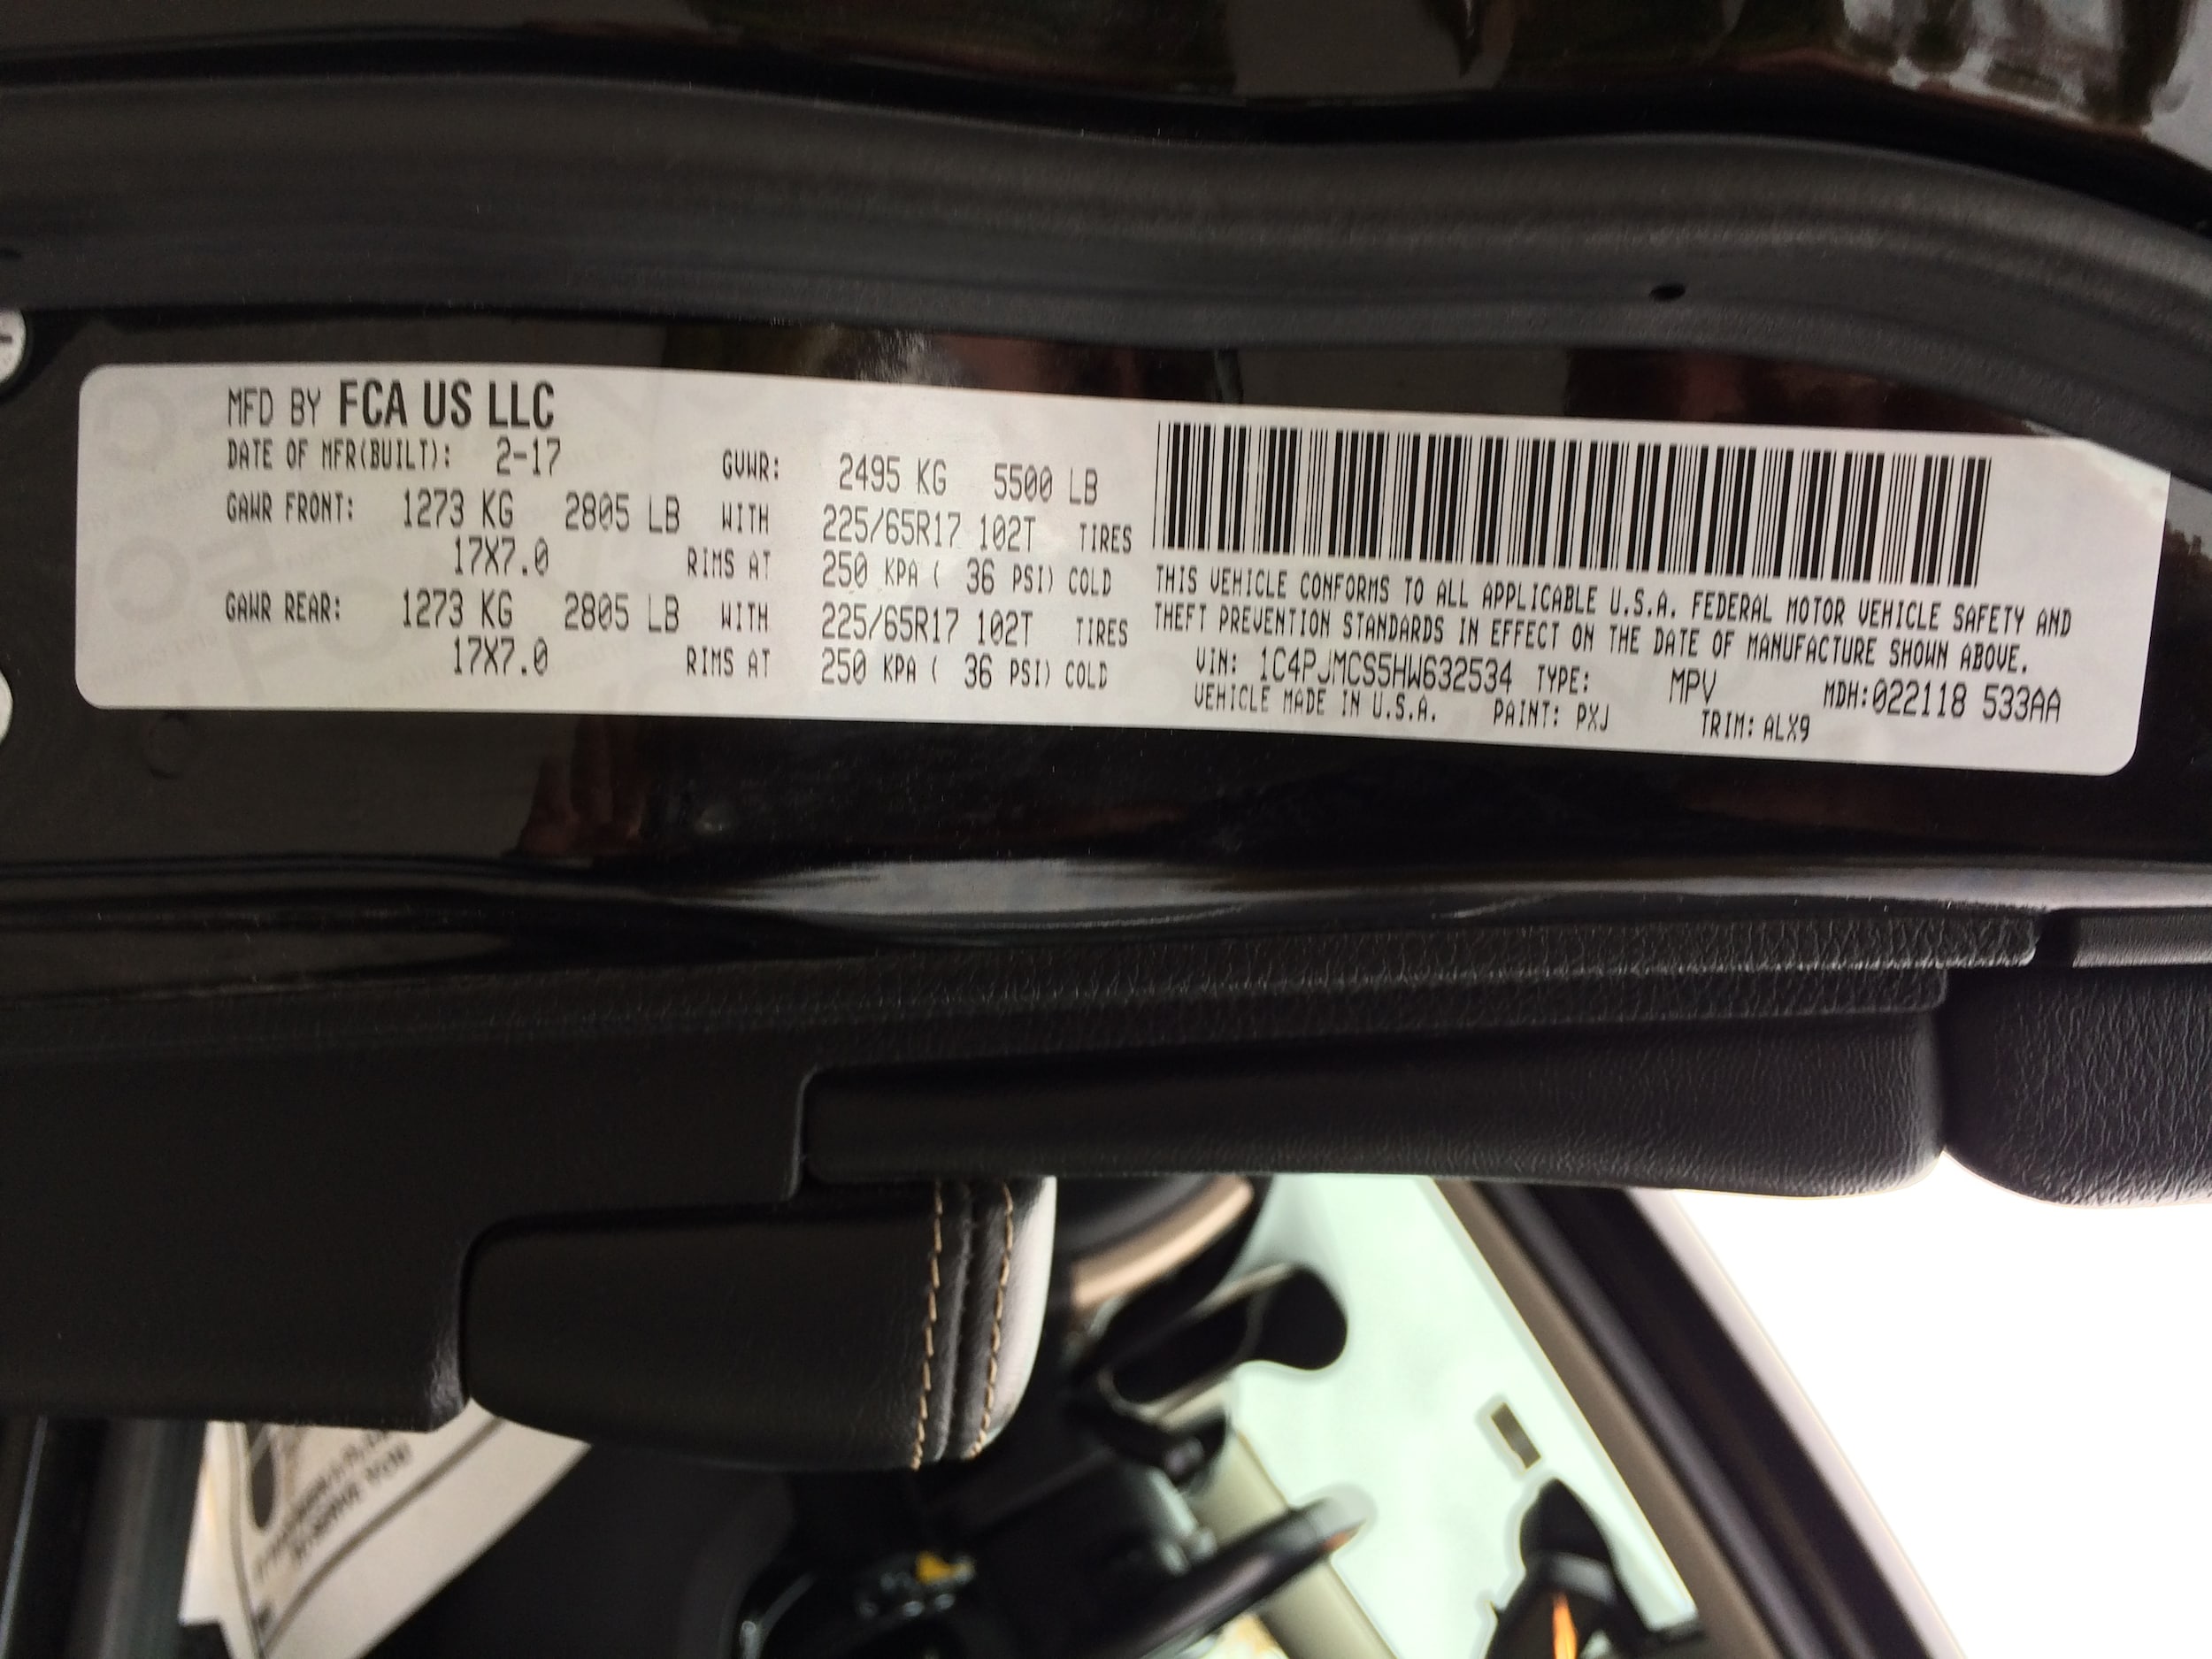 MFD BY FCA US LLC
DATE OF MFR(BUILT): 2-17 GVWR: 2495 KG 5500 LB
GAWR FRONT: 1273 KG 2805 LB WITH 225/65R17 102T TIRES
17X7.0 RIMS AT 250 KPA ( 36 PSI) COLD
GAWR REAR: 1273 KG 2805 LB WITH 225/65R17 102T TIRES
17X7.0 RIMS AT 250 KPA ( 36 PSI) COLD
THIS VEHICLE CONFORMS TO ALL APPLICABLE U.S.A. FEDERAL MOTOR VEHICLE SAFETY AND
THEFT PREVENTION STANDARDS IN EFFECT ON THE DATE OF MANUFACTURE SHOWN ABOVE.
VIN: 1C4PJMCS5HW632534 TYPE: MPV MDH:022118 533AA
VEHICLE MADE IN U.S.A. PAINT: PXJ TRIM: ALX9